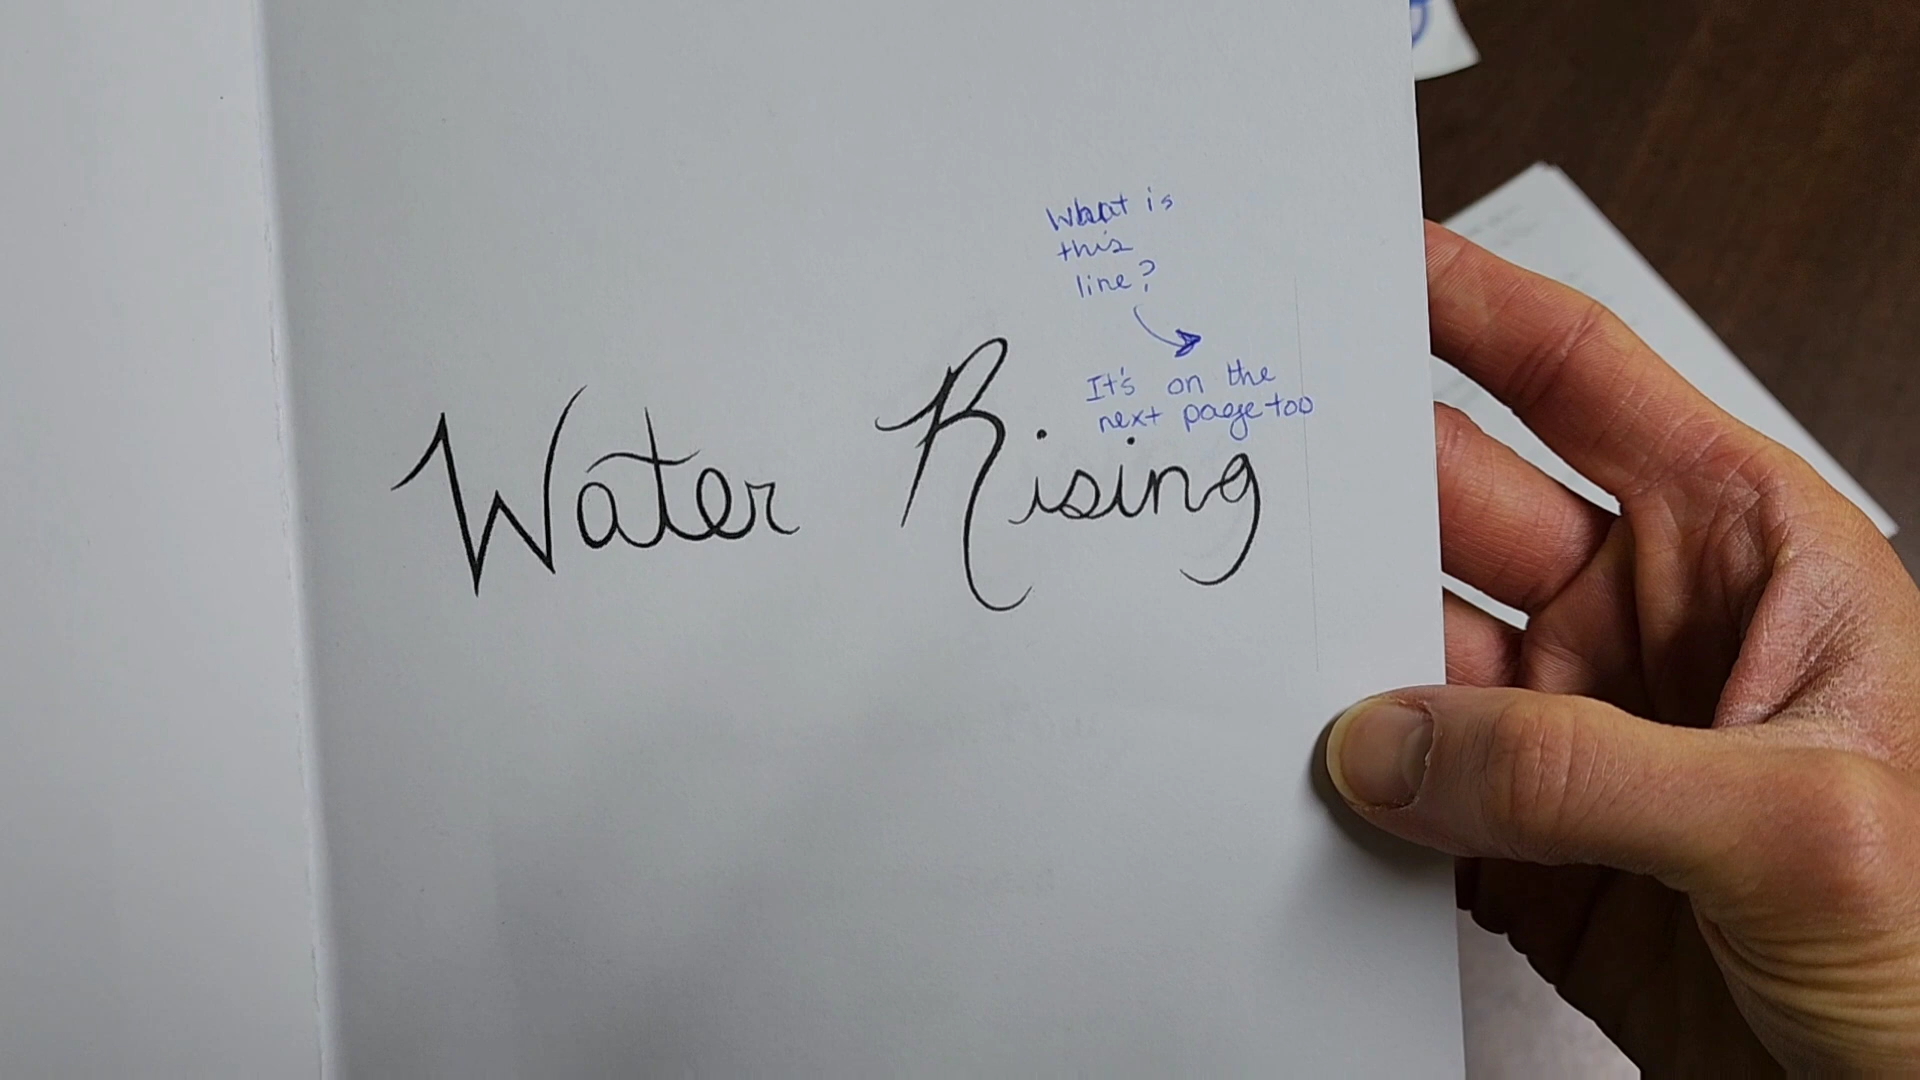 What is
this
line?
It's on the
next page too
Water Rising